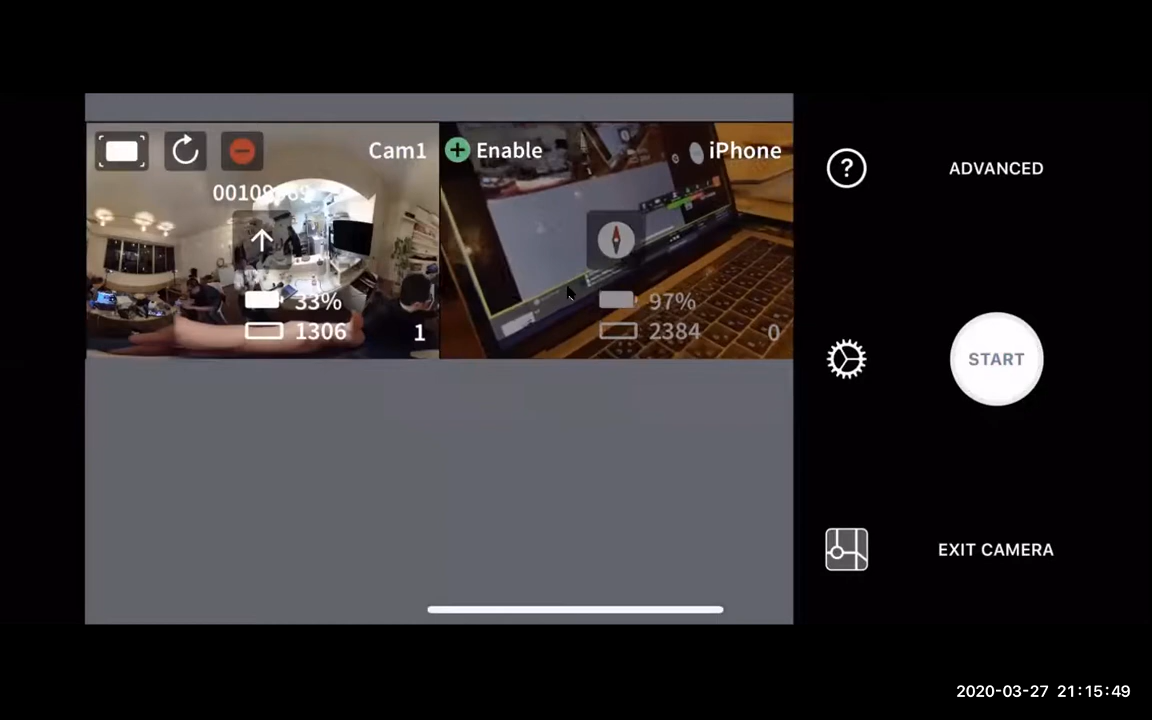 Cam1
Enable
iPhone
33%
1306
1
97%
2384
0
?
ADVANCED
START
EXIT CAMERA
2020-03-27 21:15:49